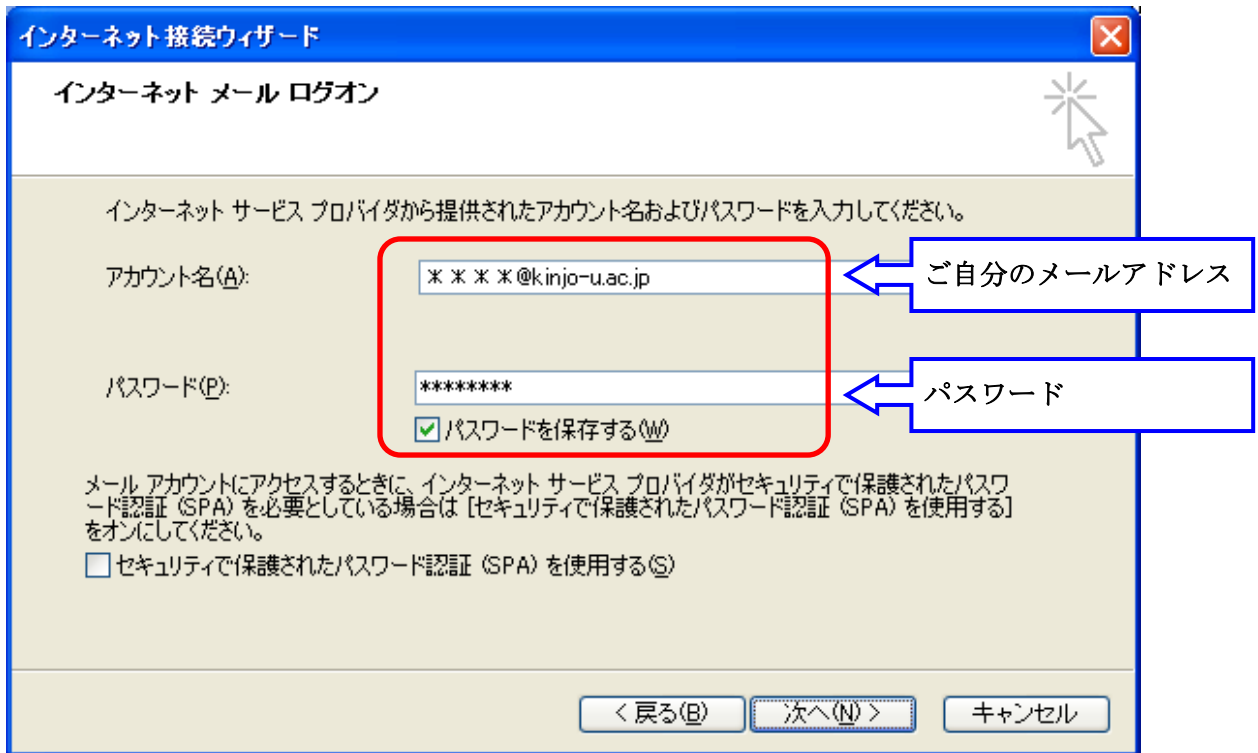 インターネット接続ウィザード
インターネット メール ログオン
インターネット サービス プロバイダから提供されたアカウント名およびパスワードを入力してください。
アカウント名(A):
＊＊＊＊@kinjo-u.ac.jp
ご自分のメールアドレス
パスワード(P):
********
パスワード
パスワードを保存する(W)
メール アカウントにアクセスするときに、インターネット サービス プロバイダがセキュリティで保護されたパスワ
ード認証 (SPA) を必要としている場合は [セキュリティで保護されたパスワード認証 (SPA) を使用する]
をオンにしてください。
セキュリティで保護されたパスワード認証 (SPA) を使用する(S)
< 戻る(B)
次へ(N) >
キャンセル